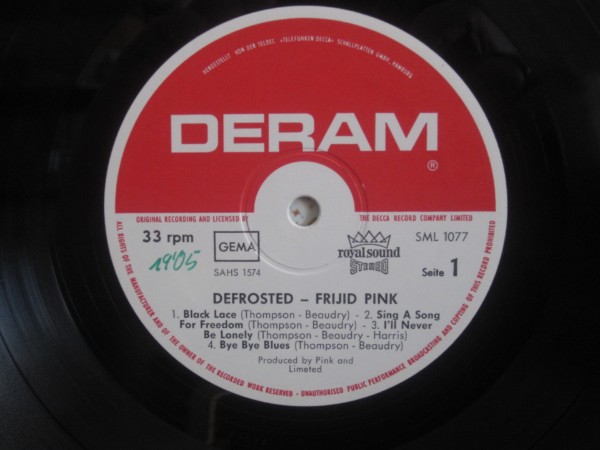 HERGESTELLT VON DER TELDEC »TELEFUNKEN-DECCA« SCHALLPLATTEN GMBH, HAMBURG
DERAM
®
ORIGINAL RECORDING AND LICENSED BY THE DECCA RECORD COMPANY LIMITED
33 rpm
GEMA
royal sound
STEREO
SML 1077
19'05
SAHS 1574
Seite 1
DEFROSTED – FRIJID PINK
1. Black Lace (Thompson - Beaudry) - 2. Sing A Song
For Freedom (Thompson - Beaudry) - 3. I'll Never
Be Lonely (Thompson - Beaudry - Harris)
4. Bye Bye Blues (Thompson - Beaudry)
Produced by Pink and
Limeted
ALL RIGHTS OF THE MANUFACTURER AND OF THE OWNER OF THE RECORDED WORK RESERVED - UNAUTHORISED PUBLIC PERFORMANCE BROADCASTING AND COPYING OF THIS RECORD PROHIBITED